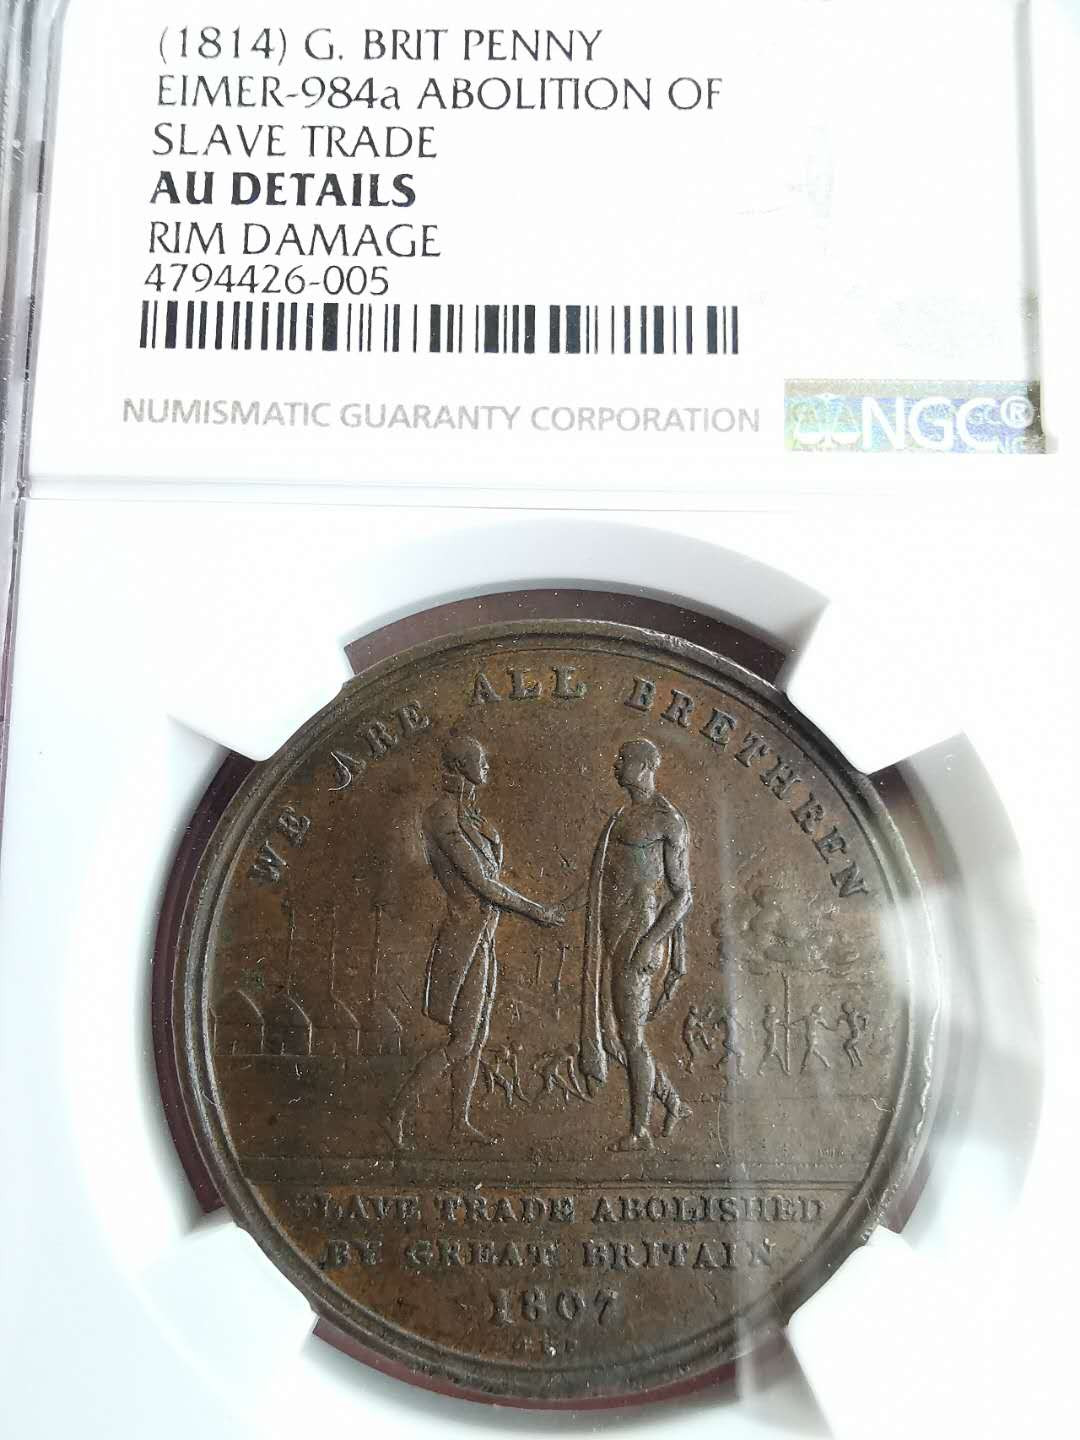 (1814) G. BRIT PENNY
EIMER-984a ABOLITION OF
SLAVE TRADE
AU DETAILS
RIM DAMAGE
4794426-005
NUMISMATIC GUARANTY CORPORATION
NGC®
WE ARE ALL BRETHREN
SLAVE TRADE ABOLISHED
BY GREAT BRITAIN
1807